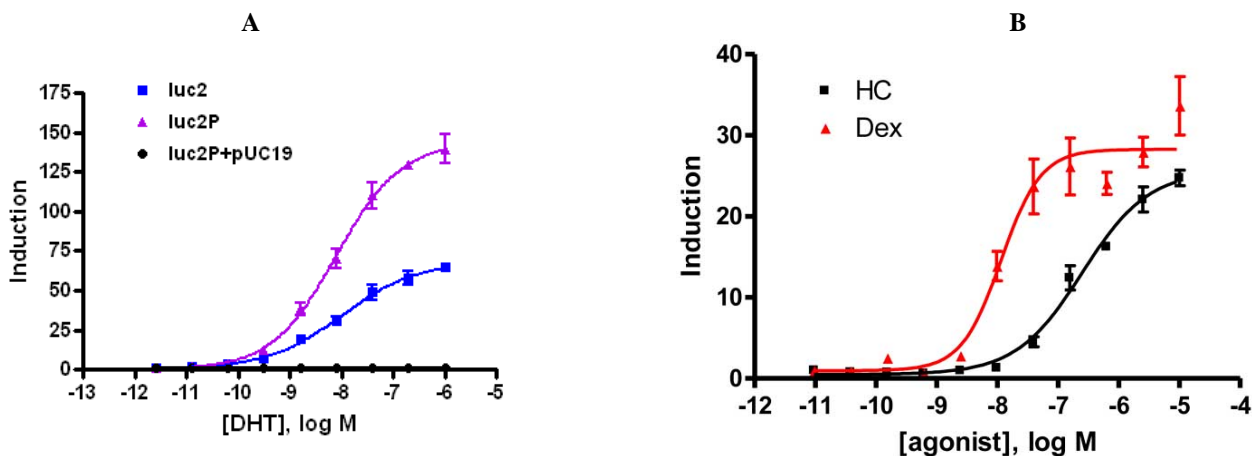 A
luc2
luc2P
luc2P+pUC19
175
150
125
100
75
50
25
0
Induction
-13 -12 -11 -10 -9 -8 -7 -6 -5
[DHT], log M
B
HC
Dex
40
30
20
10
0
Induction
-12 -11 -10 -9 -8 -7 -6 -5 -4
[agonist], log M